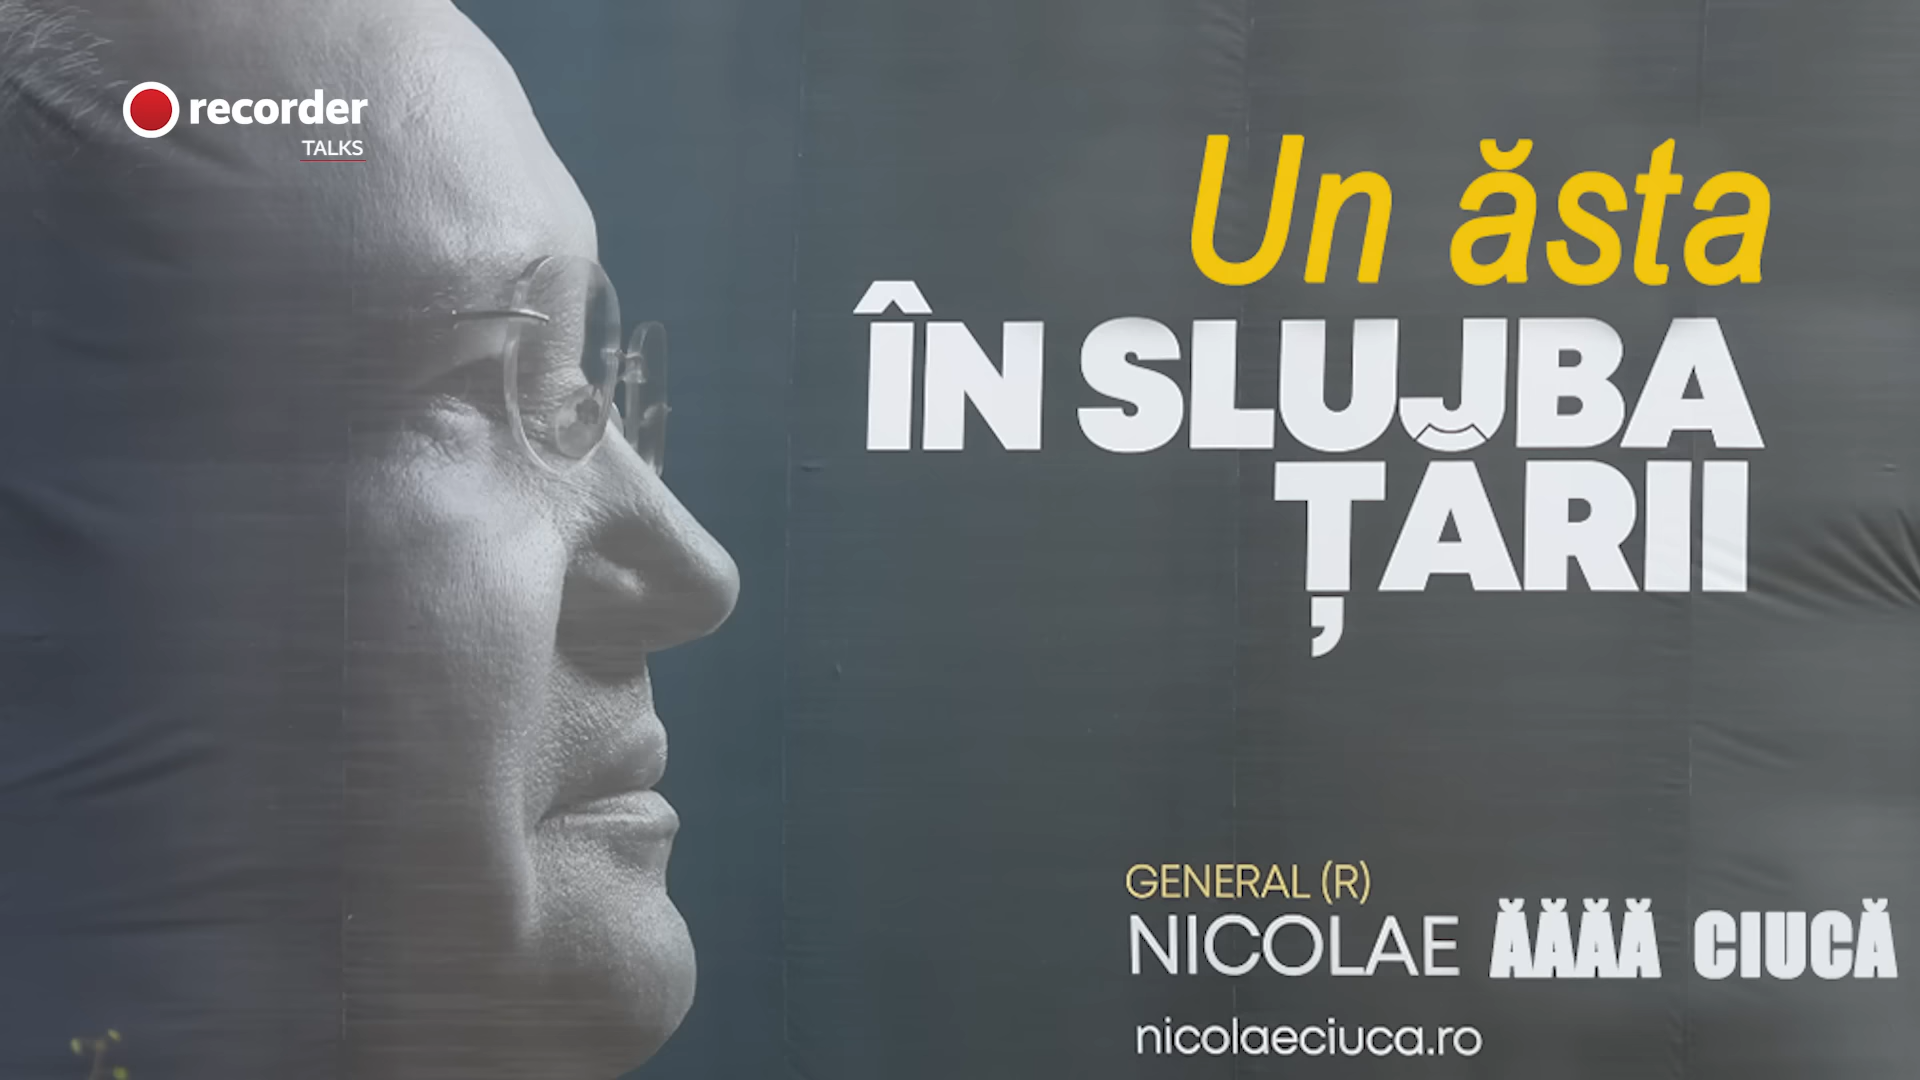 recorder
TALKS
Un ăsta
ÎN SLUJBA
ȚĂRII
GENERAL (R)
NICOLAE ĂĂĂĂ CIUCĂ
nicolaeciuca.ro